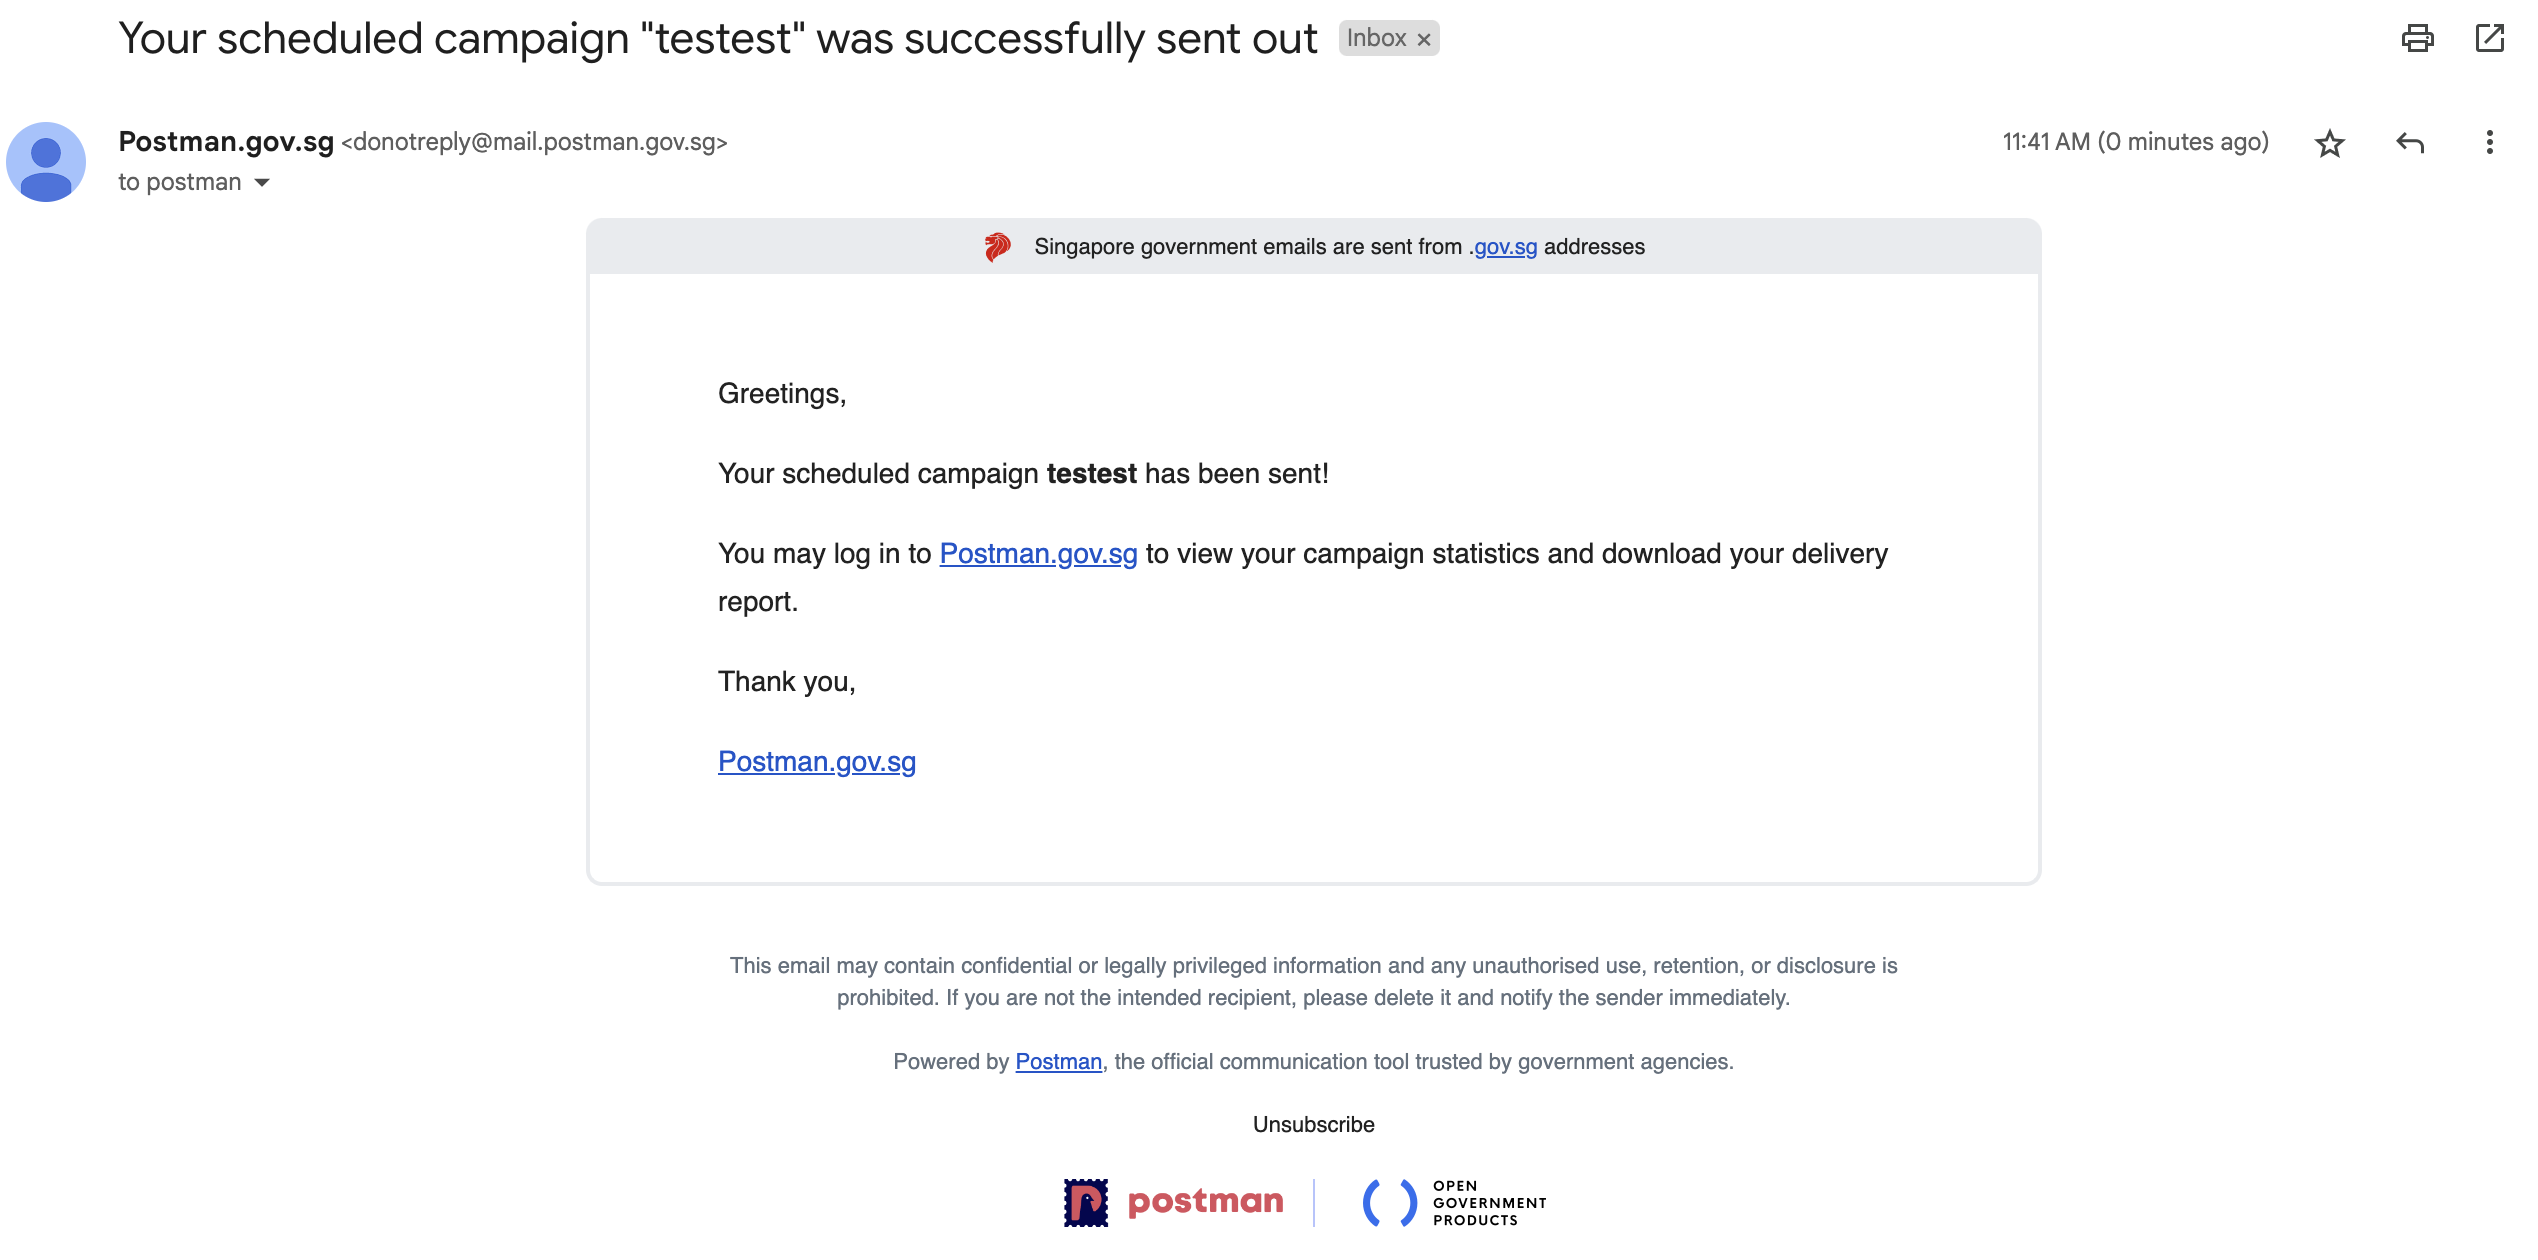 Your scheduled campaign "testest" was successfully sent out Inbox ×
Postman.gov.sg <donotreply@mail.postman.gov.sg> 11:41 AM (0 minutes ago)
to postman
Singapore government emails are sent from .gov.sg addresses
Greetings,
Your scheduled campaign testest has been sent!
You may log in to Postman.gov.sg to view your campaign statistics and download your delivery
report.
Thank you,
Postman.gov.sg
This email may contain confidential or legally privileged information and any unauthorised use, retention, or disclosure is
prohibited. If you are not the intended recipient, please delete it and notify the sender immediately.
Powered by Postman, the official communication tool trusted by government agencies.
Unsubscribe
postman
OPEN
GOVERNMENT
PRODUCTS